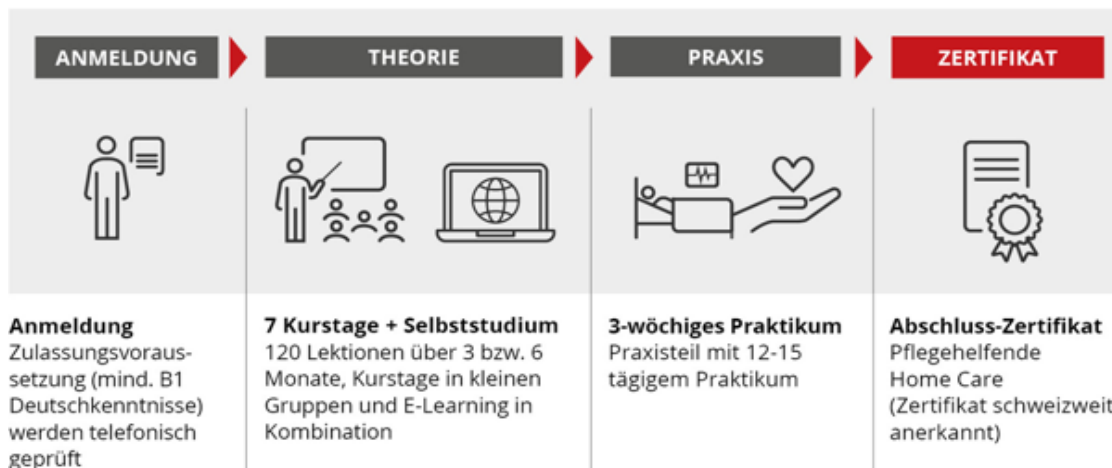 ANMELDUNG
THEORIE
PRAXIS
ZERTIFIKAT
Anmeldung
Zulassungsvoraus-
setzung (mind. B1
Deutschkenntnisse)
werden telefonisch
geprüft
7 Kurstage + Selbststudium
120 Lektionen über 3 bzw. 6
Monate, Kurstage in kleinen
Gruppen und E-Learning in
Kombination
3-wöchiges Praktikum
Praxisteil mit 12-15
tägigem Praktikum
Abschluss-Zertifikat
Pflegehelfende
Home Care
(Zertifikat schweizweit
anerkannt)